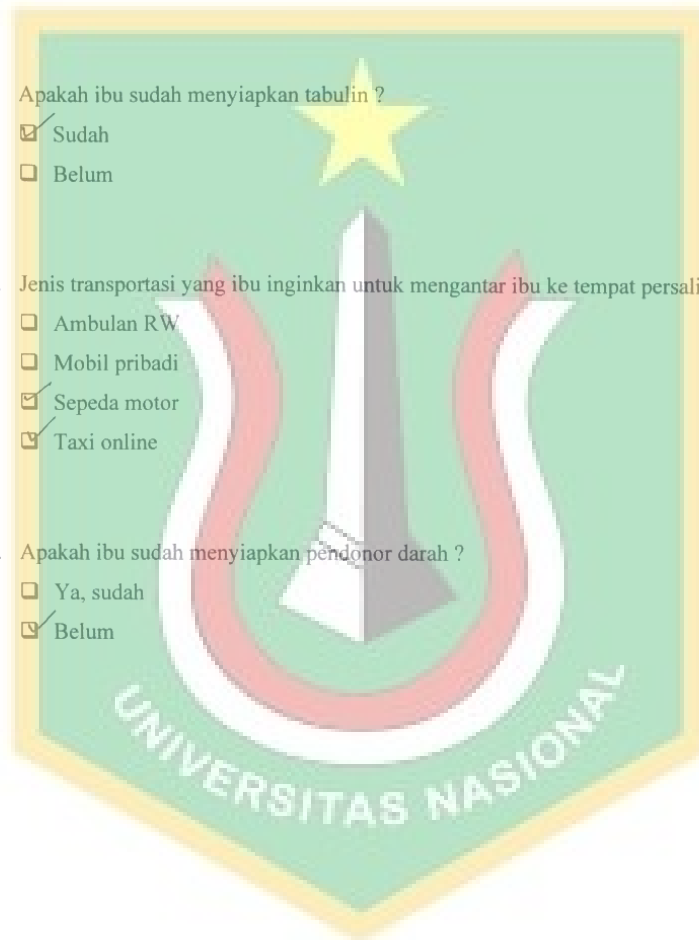 Apakah ibu sudah menyiapkan tabulin ?
Sudah
Belum
Jenis transportasi yang ibu inginkan untuk mengantar ibu ke tempat persali
Ambulan RW
Mobil pribadi
Sepeda motor
Taxi online
Apakah ibu sudah menyiapkan pendonor darah ?
Ya, sudah
Belum
UNIVERSITAS NASIONAL